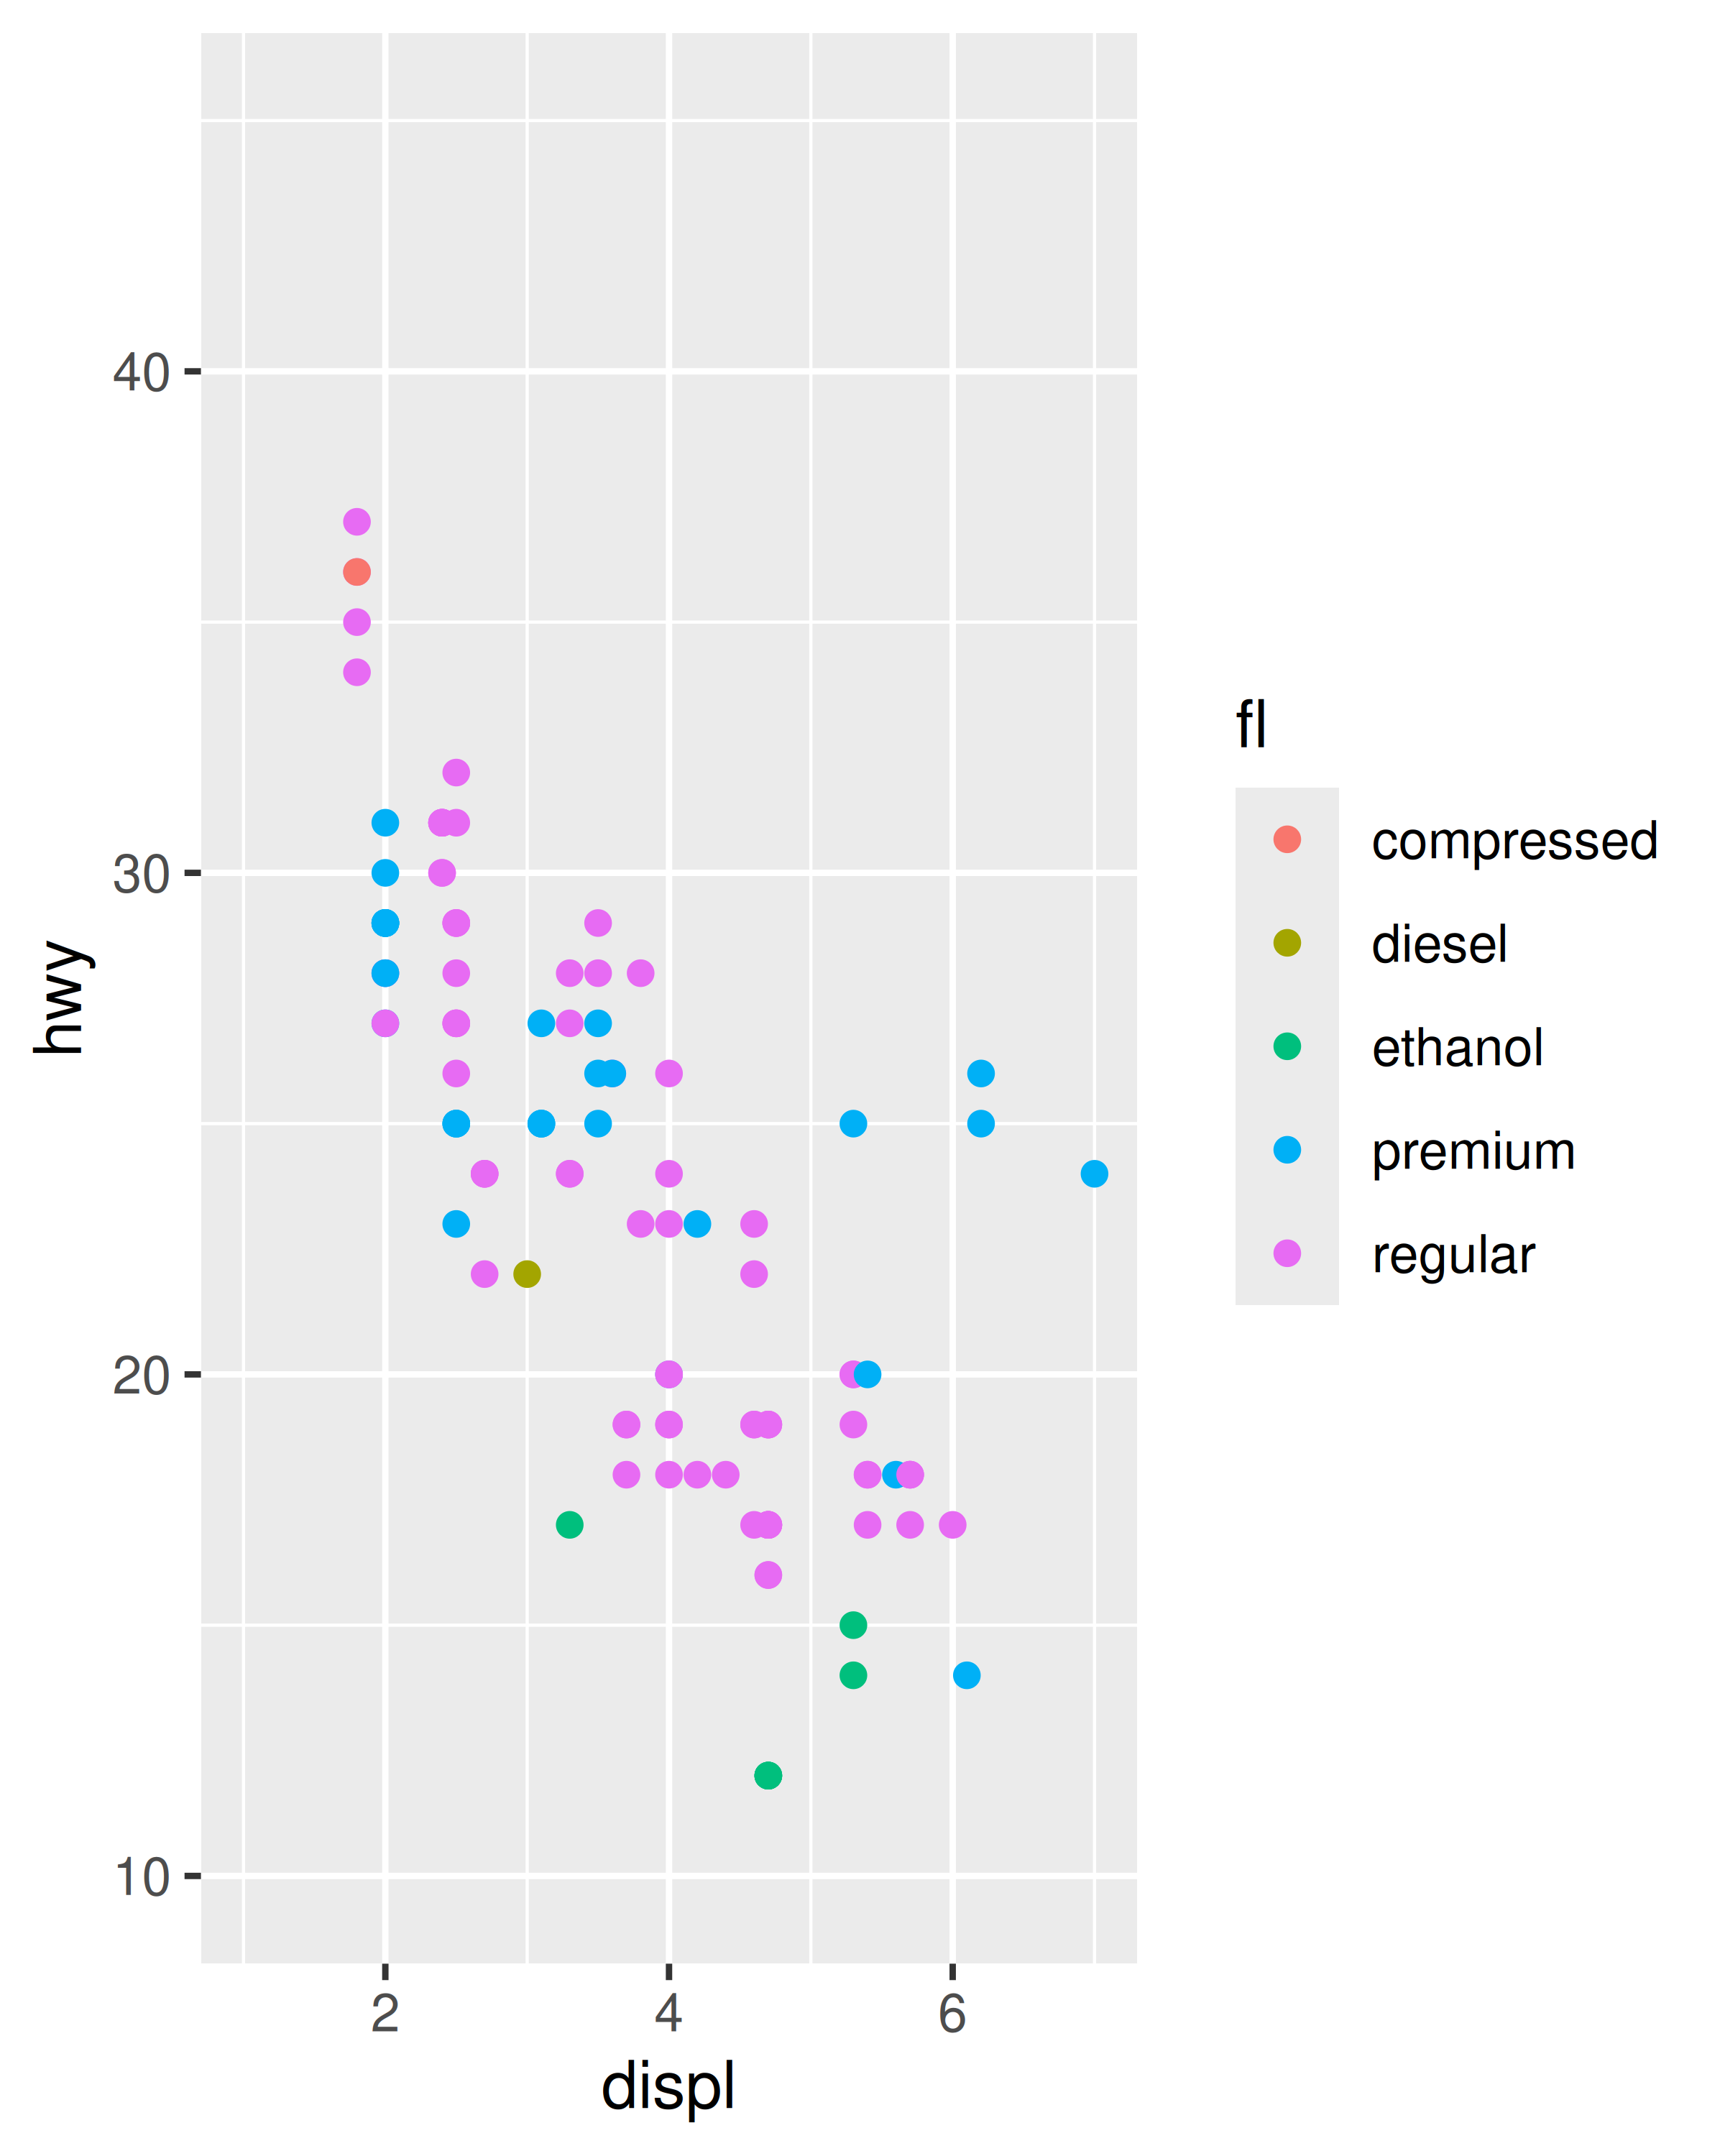 40
30
20
10
hwy
2 4 6
displ
fl
compressed
diesel
ethanol
premium
regular